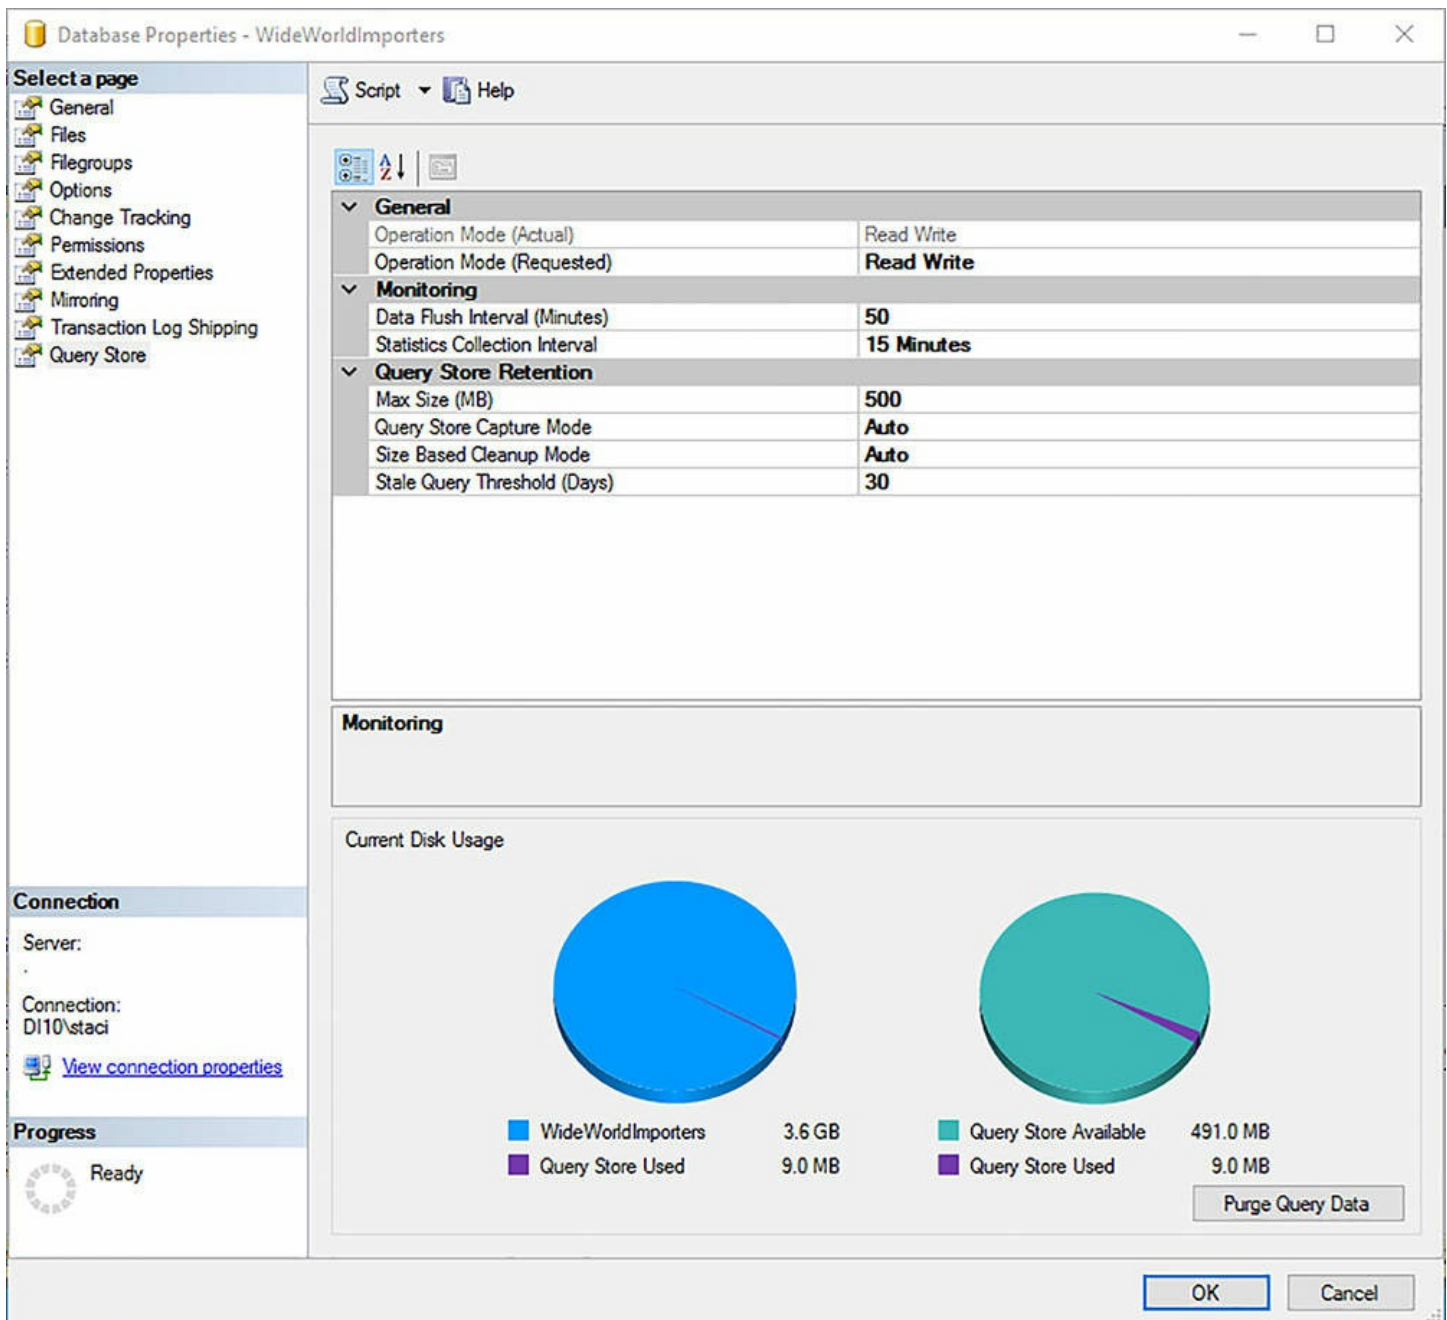 Database Properties - WideWorldImporters
Select a page
General
Files
Filegroups
Options
Change Tracking
Permissions
Extended Properties
Mirroring
Transaction Log Shipping
Query Store
Connection
Server:
.
Connection:
DI10\staci
View connection properties
Progress
Ready
Script Help
General
Operation Mode (Actual) Read Write
Operation Mode (Requested) Read Write
Monitoring
Data Flush Interval (Minutes) 50
Statistics Collection Interval 15 Minutes
Query Store Retention
Max Size (MB) 500
Query Store Capture Mode Auto
Size Based Cleanup Mode Auto
Stale Query Threshold (Days) 30
Monitoring
Current Disk Usage
WideWorldImporters 3.6 GB
Query Store Used 9.0 MB
Query Store Available 491.0 MB
Query Store Used 9.0 MB
Purge Query Data
OK Cancel